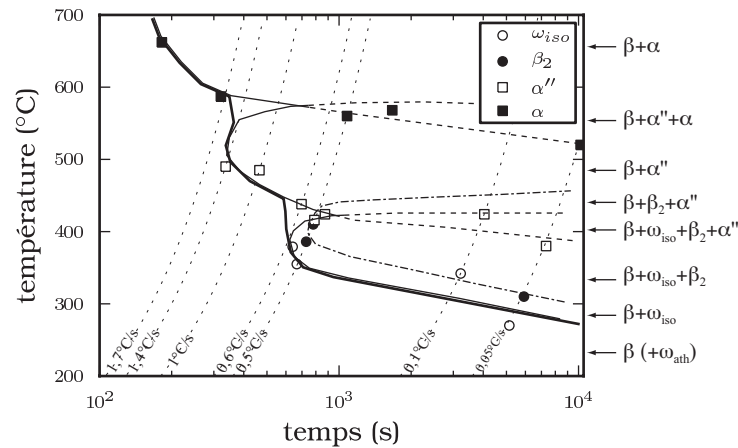 700
600
500
400
300
200
température (°C)
10²
10³
10⁴
temps (s)
ω_iso
β₂
α''
α
β+α
β+α''+α
β+α''
β+β₂+α''
β+ω_iso+β₂+α''
β+ω_iso+β₂
β+ω_iso
β (+ω_ath)
1,7°C/s
1,4°C/s
1°C/s
0,6°C/s
0,5°C/s
0,1°C/s
0,05°C/s